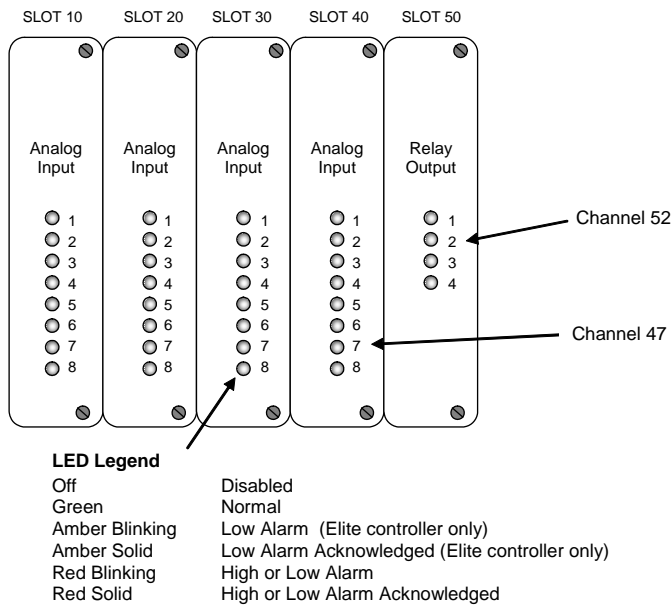 SLOT 10 SLOT 20 SLOT 30 SLOT 40 SLOT 50
Analog Analog Analog Analog Relay
Input Input Input Input Output
1 1 1 1 1 Channel 52
2 2 2 2 2
3 3 3 3 3
4 4 4 4 4
5 5 5 5
6 6 6 6
7 7 7 7 Channel 47
8 8 8 8
LED Legend
Off Disabled
Green Normal
Amber Blinking Low Alarm (Elite controller only)
Amber Solid Low Alarm Acknowledged (Elite controller only)
Red Blinking High or Low Alarm
Red Solid High or Low Alarm Acknowledged